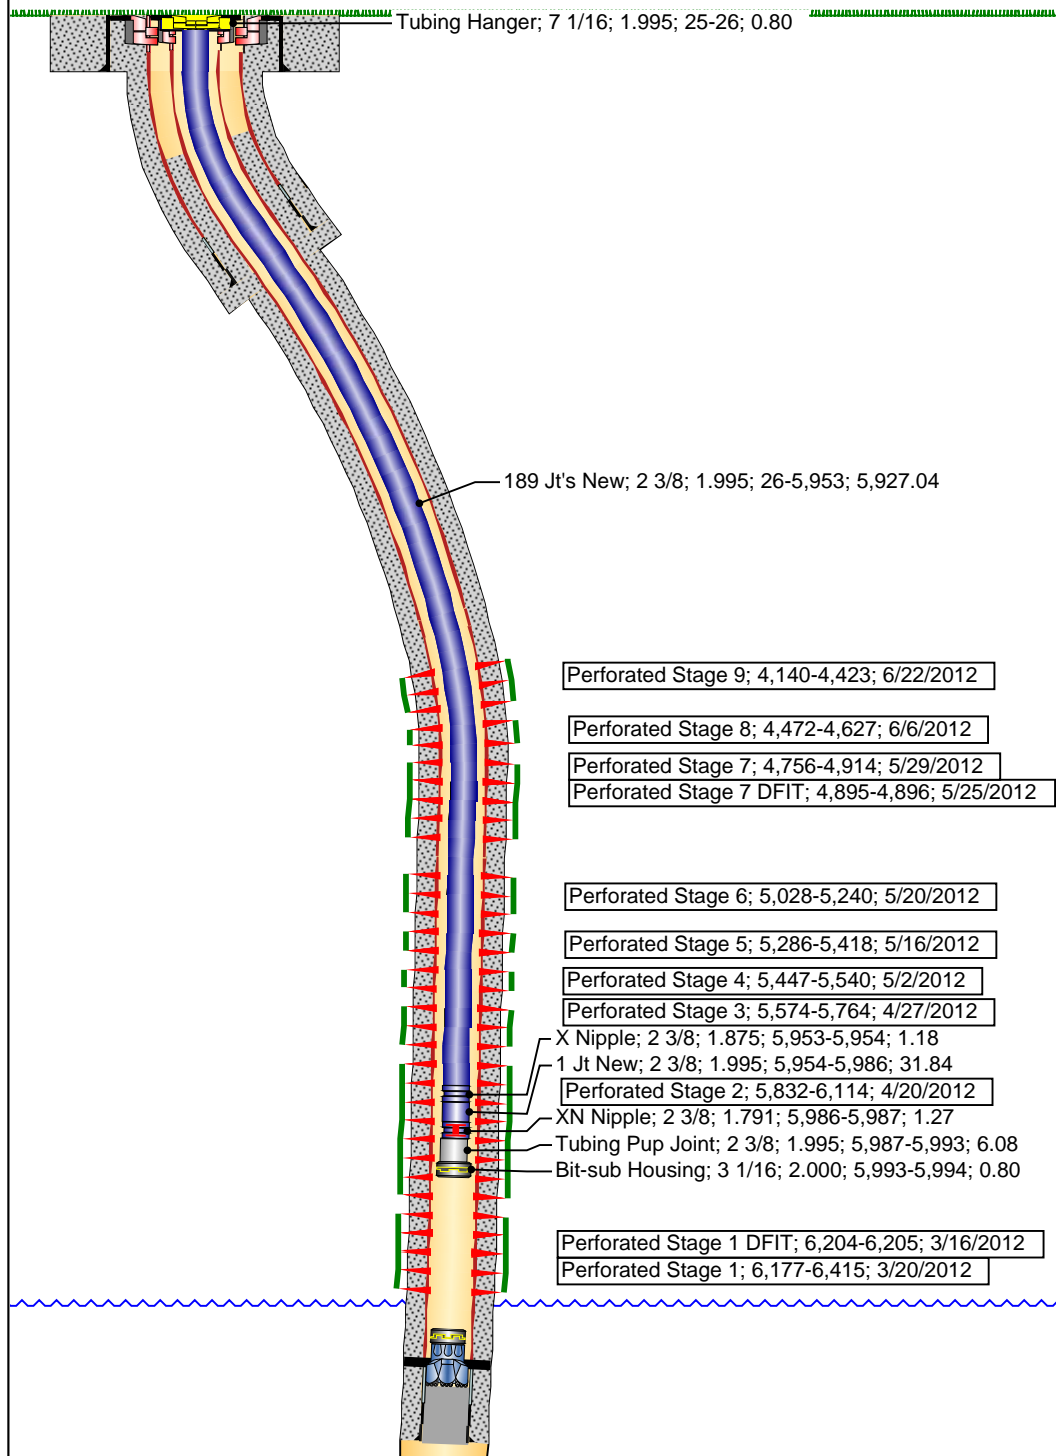 Tubing Hanger; 7 1/16; 1.995; 25-26; 0.80
189 Jt's New; 2 3/8; 1.995; 26-5,953; 5,927.04
Perforated Stage 9; 4,140-4,423; 6/22/2012
Perforated Stage 8; 4,472-4,627; 6/6/2012
Perforated Stage 7; 4,756-4,914; 5/29/2012
Perforated Stage 7 DFIT; 4,895-4,896; 5/25/2012
Perforated Stage 6; 5,028-5,240; 5/20/2012
Perforated Stage 5; 5,286-5,418; 5/16/2012
Perforated Stage 4; 5,447-5,540; 5/2/2012
Perforated Stage 3; 5,574-5,764; 4/27/2012
X Nipple; 2 3/8; 1.875; 5,953-5,954; 1.18
1 Jt New; 2 3/8; 1.995; 5,954-5,986; 31.84
Perforated Stage 2; 5,832-6,114; 4/20/2012
XN Nipple; 2 3/8; 1.791; 5,986-5,987; 1.27
Tubing Pup Joint; 2 3/8; 1.995; 5,987-5,993; 6.08
Bit-sub Housing; 3 1/16; 2.000; 5,993-5,994; 0.80
Perforated Stage 1 DFIT; 6,204-6,205; 3/16/2012
Perforated Stage 1; 6,177-6,415; 3/20/2012